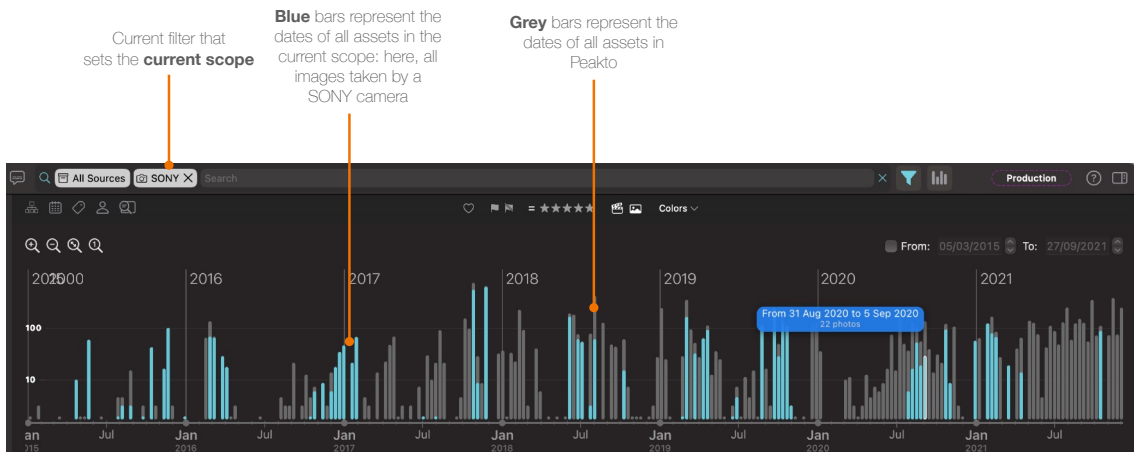 Current filter that
sets the current scope
Blue bars represent the
dates of all assets in the
current scope: here, all
images taken by a
SONY camera
Grey bars represent the
dates of all assets in
Peakto
All Sources SONY Search Production ?
= ★★★★★ Colors
1 From: 05/03/2015 To: 27/09/2021
2016 2017 2018 2019 2020 2021
From 31 Aug 2020 to 5 Sep 2020
22 photos
100
10
an Jul Jan Jul Jan Jul Jan Jul Jan Jul Jan Jul Jan Jul
015 2016 2017 2018 2019 2020 2021